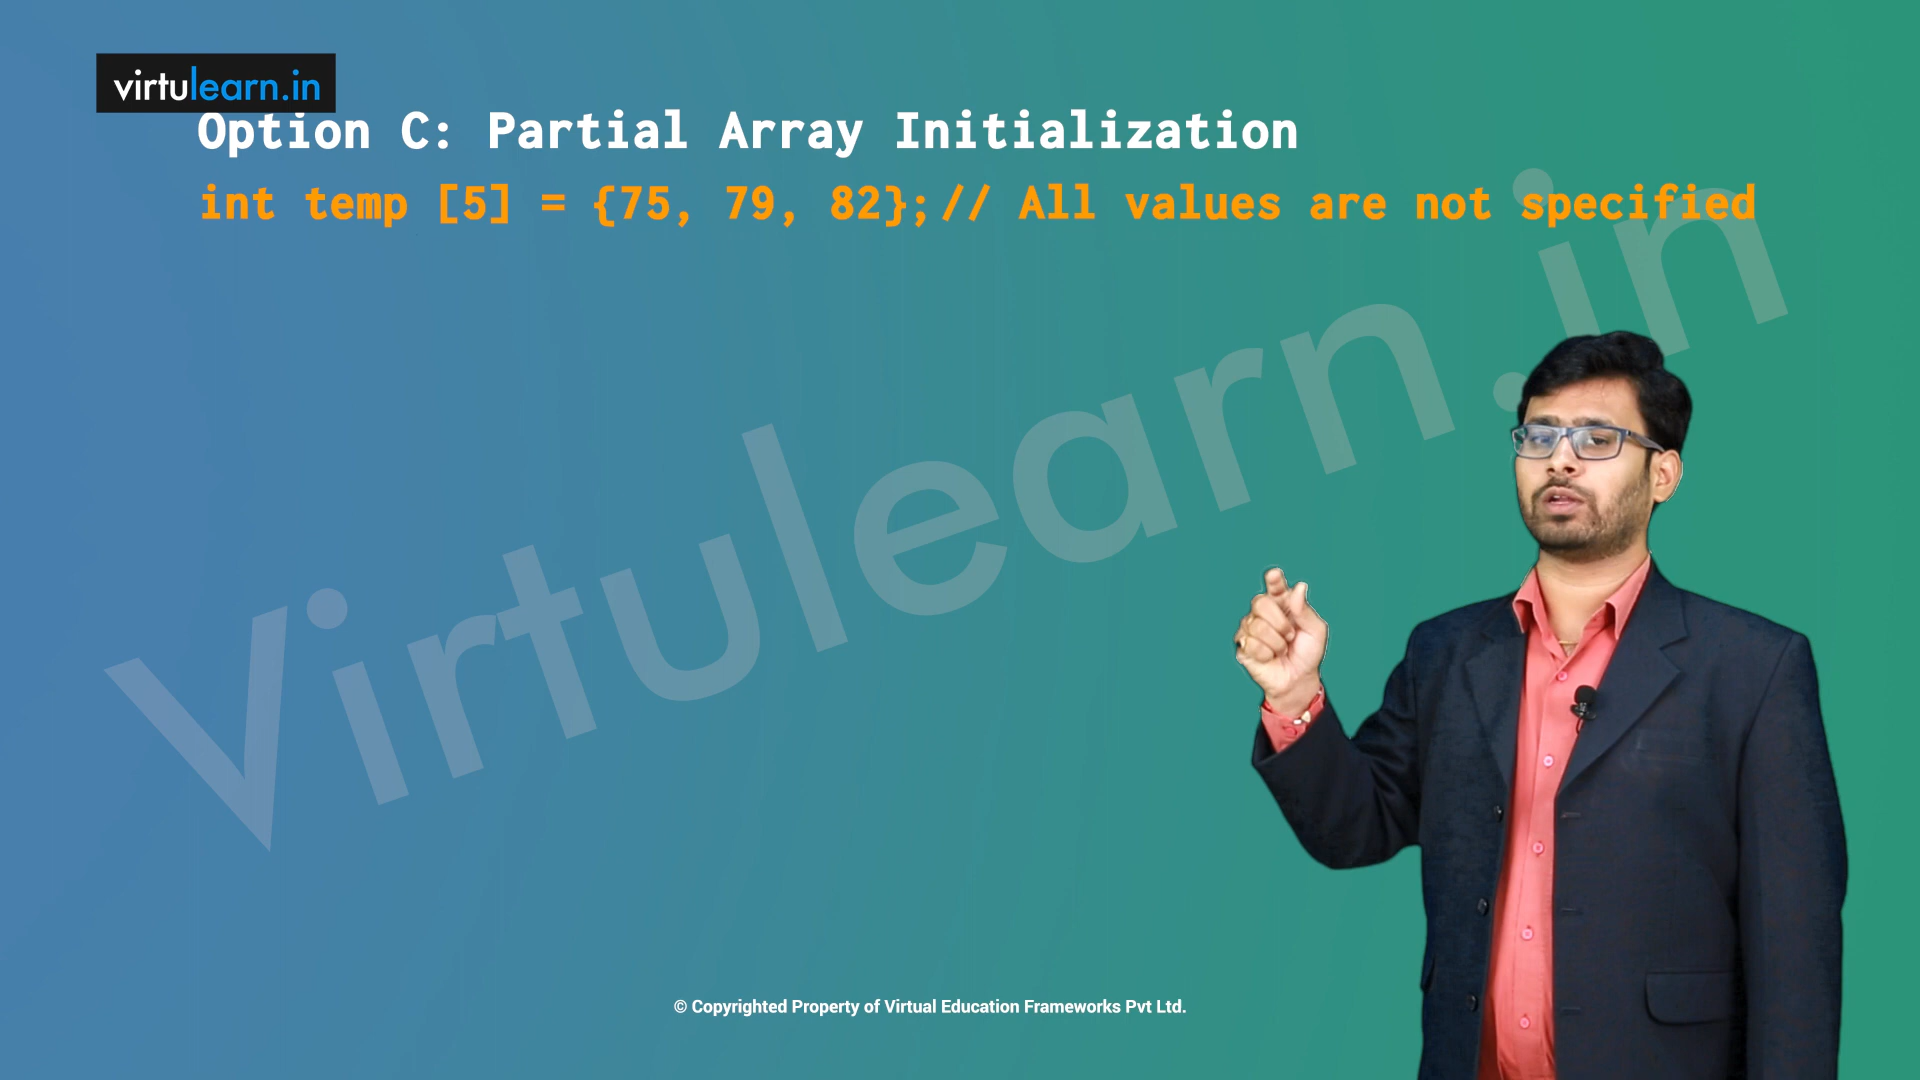 virtulearn.in
Option C: Partial Array Initialization
int temp [5] = {75, 79, 82}; // All values are not specified
Virtulearn.in
© Copyrighted Property of Virtual Education Frameworks Pvt Ltd.